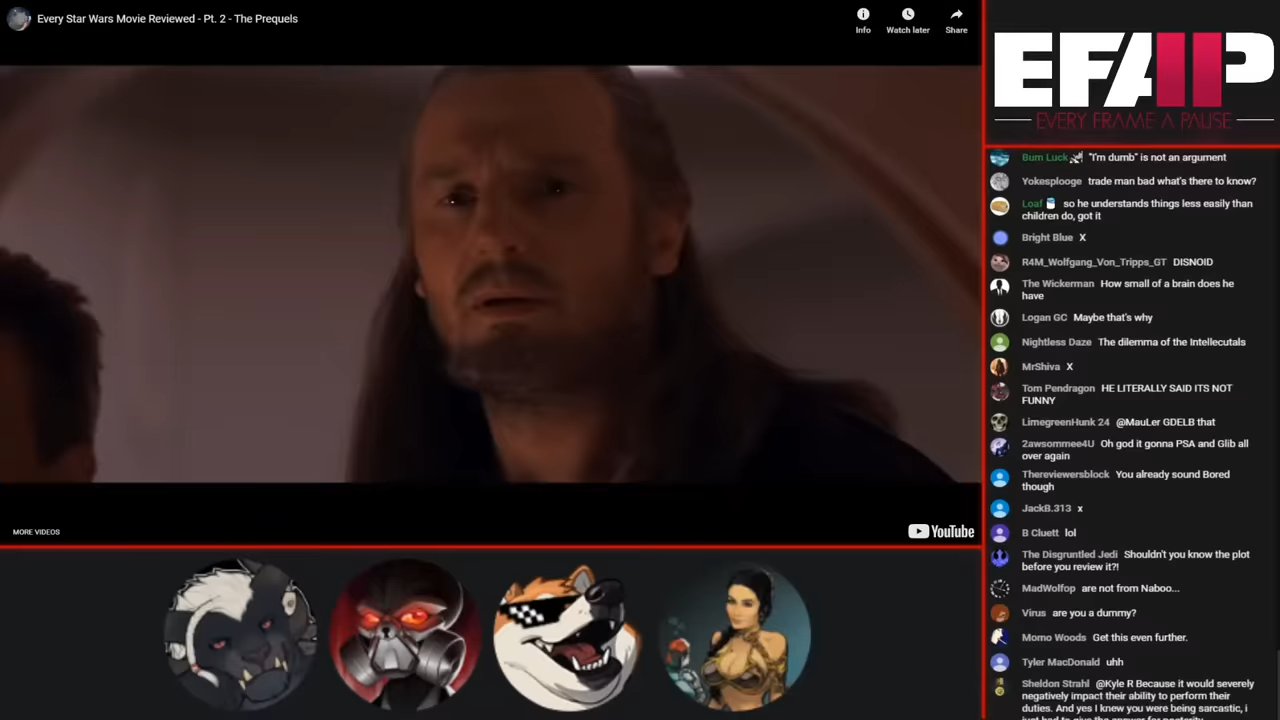 Every Star Wars Movie Reviewed - Pt. 2 - The Prequels
Info
Watch later
Share
MORE VIDEOS
YouTube
EFAP
EVERY FRAME A PAUSE
Bum Luck "I'm dumb" is not an argument
Yokesplooge trade man bad what's there to know?
Loaf so he understands things less easily than
children do, got it
Bright Blue X
R4M_Wolfgang_Von_Tripps_GT DISNOID
The Wickerman How small of a brain does he
have
Logan GC Maybe that's why
Nightless Daze The dilemma of the Intellecutals
MrShiva X
Tom Pendragon HE LITERALLY SAID ITS NOT
FUNNY
LimegreenHunk 24 @MauLer GDELB that
2awsommee4U Oh god it gonna PSA and Glib all
over again
Thereviewersblock You already sound Bored
though
JackB.313 x
B Cluett lol
The Disgruntled Jedi Shouldn't you know the plot
before you review it?!
MadWolfop are not from Naboo...
Virus are you a dummy?
Momo Woods Get this even further.
Tyler MacDonald uhh
Sheldon Strahl @Kyle R Because it would severely
negatively impact their ability to perform their
duties. And yes I knew you were being sarcastic, i
just had to give the answer for posterity